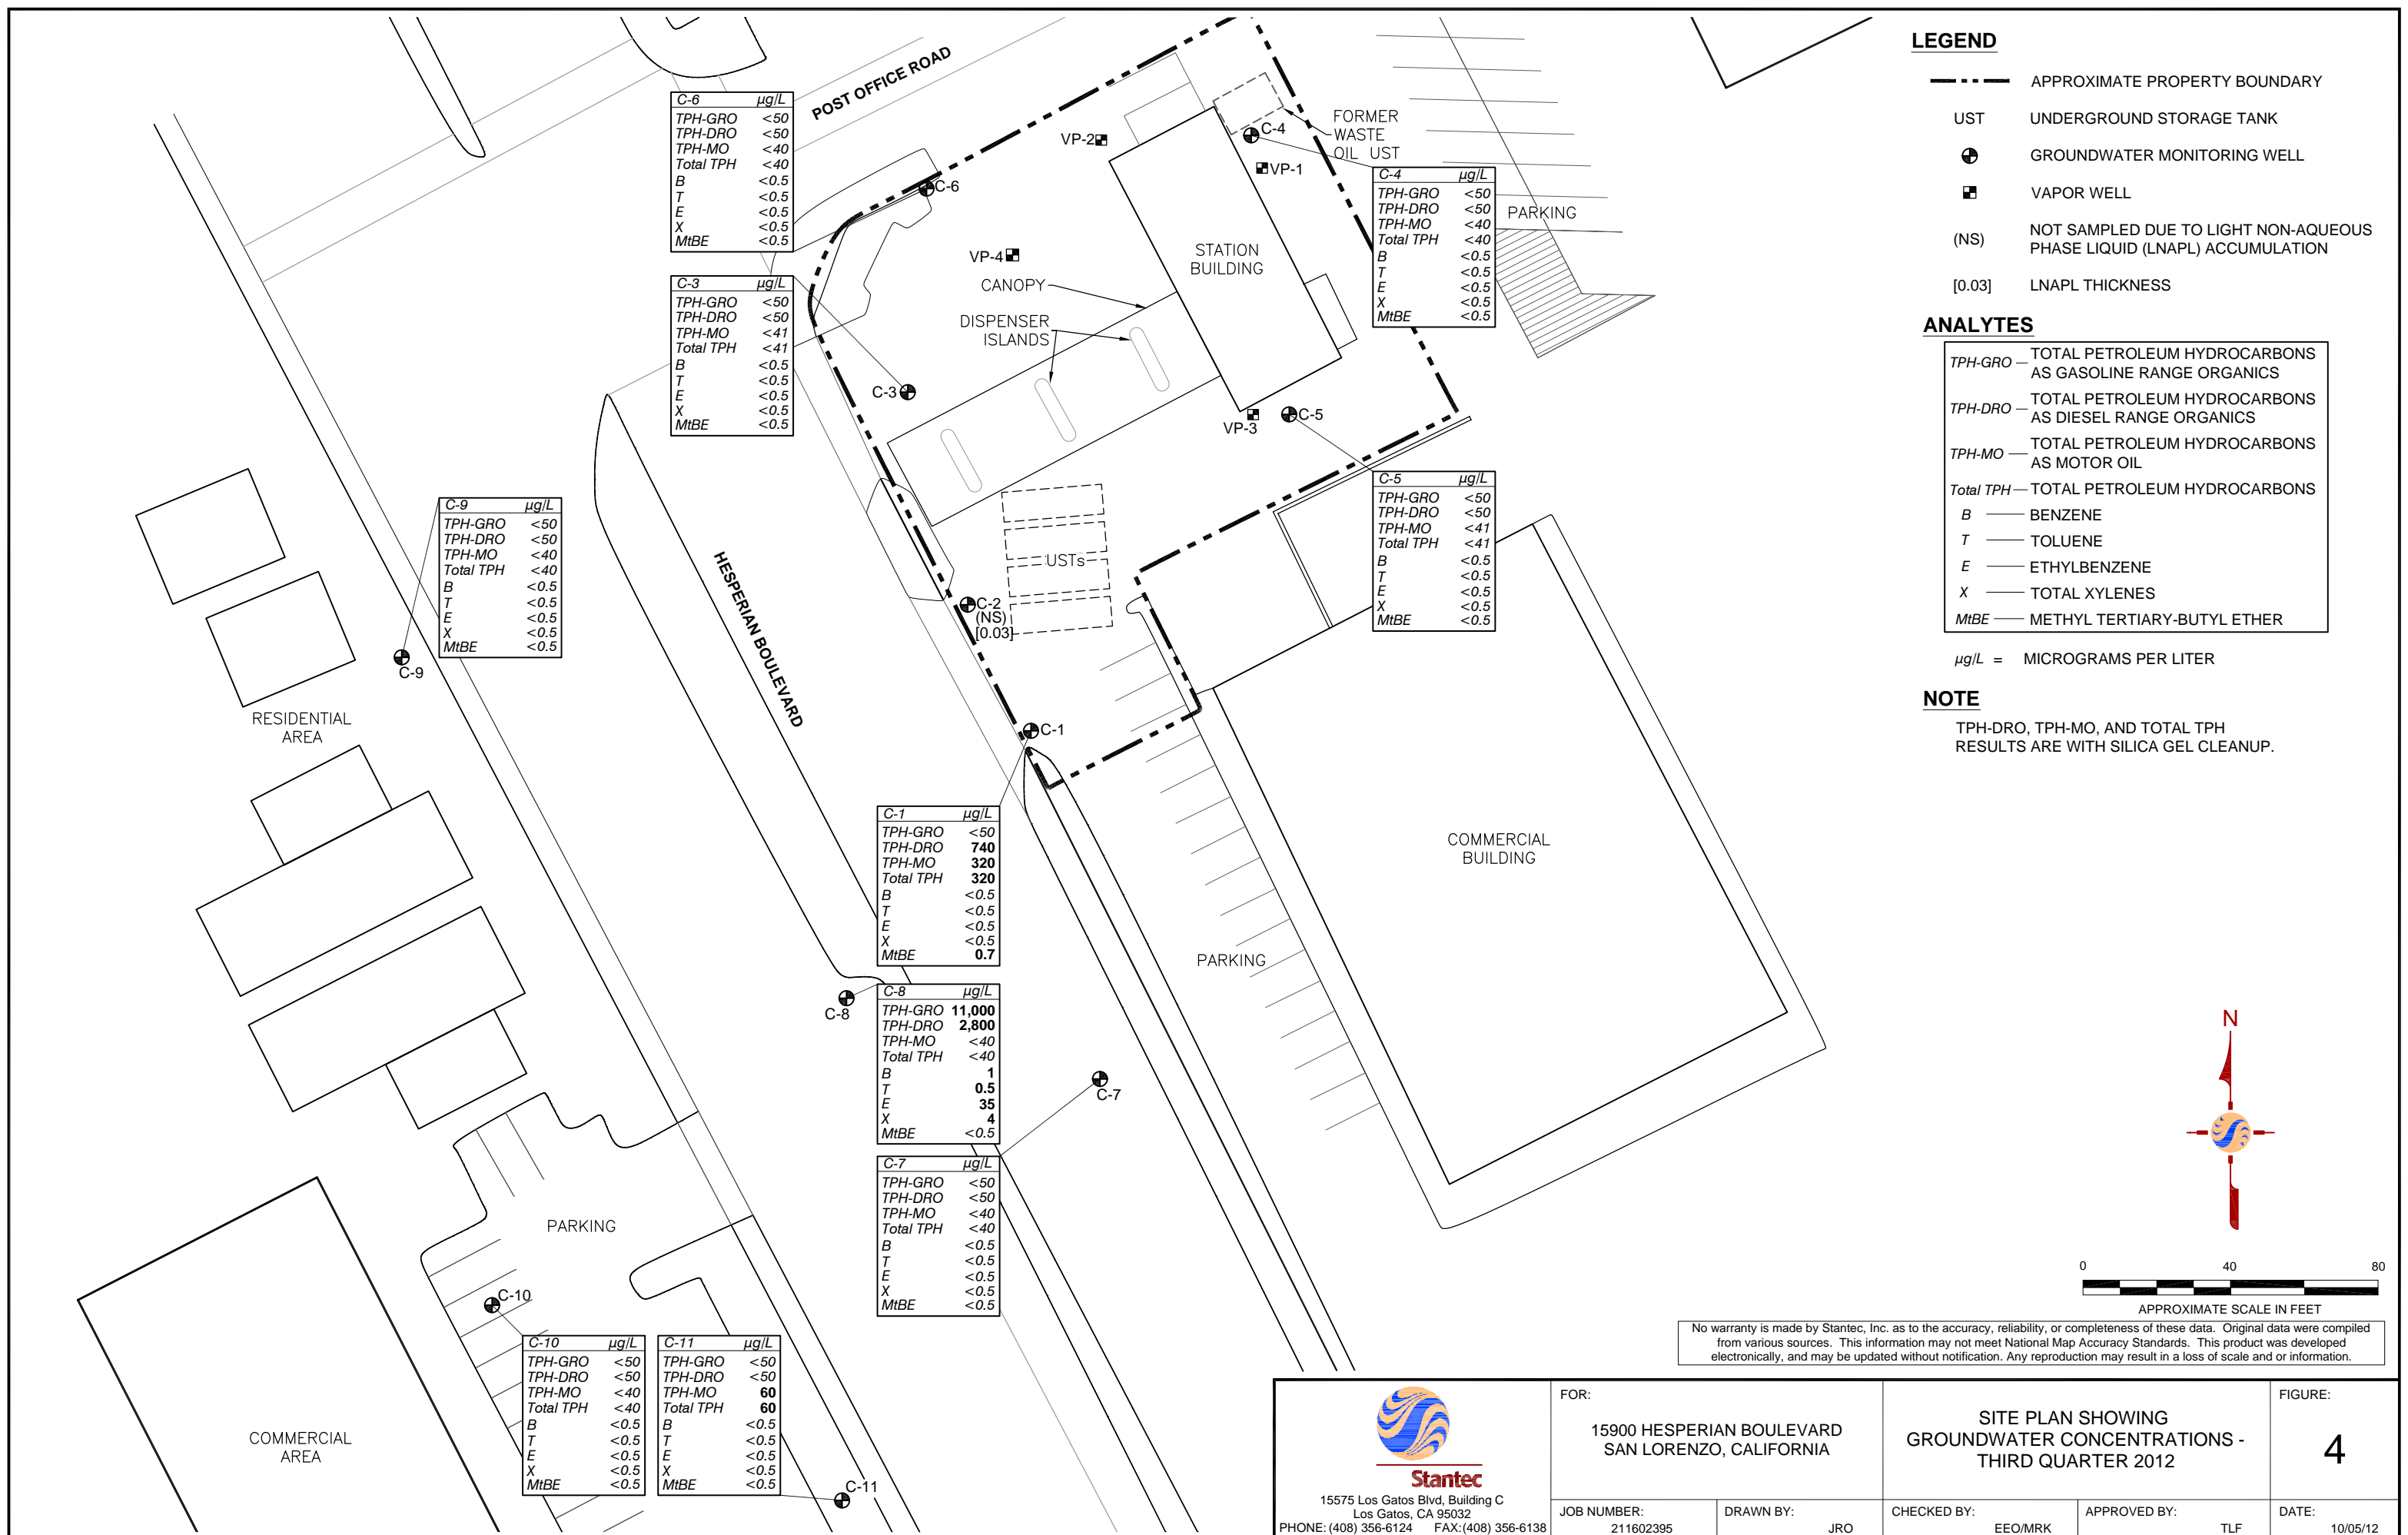 POST OFFICE ROAD
C-6 µg/L
TPH-GRO <50
TPH-DRO <50
TPH-MO <40
Total TPH <40
B <0.5
T <0.5
E <0.5
X <0.5
MtBE <0.5
C-3 µg/L
TPH-GRO <50
TPH-DRO <50
TPH-MO <41
Total TPH <41
B <0.5
T <0.5
E <0.5
X <0.5
MtBE <0.5
C-6
VP-2
C-4
VP-1
FORMER
WASTE
OIL UST
C-4 µg/L
TPH-GRO <50
TPH-DRO <50
TPH-MO <40
Total TPH <40
B <0.5
T <0.5
E <0.5
X <0.5
MtBE <0.5
PARKING
STATION
BUILDING
VP-4
CANOPY
DISPENSER
ISLANDS
C-3
VP-3
C-5
C-5 µg/L
TPH-GRO <50
TPH-DRO <50
TPH-MO <41
Total TPH <41
B <0.5
T <0.5
E <0.5
X <0.5
MtBE <0.5
C-9 µg/L
TPH-GRO <50
TPH-DRO <50
TPH-MO <40
Total TPH <40
B <0.5
T <0.5
E <0.5
X <0.5
MtBE <0.5
C-9
HESPERIAN BOULEVARD
USTs
C-2
(NS)
[0.03]
RESIDENTIAL
AREA
C-1
C-1 µg/L
TPH-GRO <50
TPH-DRO 740
TPH-MO 320
Total TPH 320
B <0.5
T <0.5
E <0.5
X <0.5
MtBE 0.7
COMMERCIAL
BUILDING
PARKING
C-8
C-8 µg/L
TPH-GRO 11,000
TPH-DRO 2,800
TPH-MO <40
Total TPH <40
B 1
T 0.5
E 35
X 4
MtBE <0.5
C-7
C-7 µg/L
TPH-GRO <50
TPH-DRO <50
TPH-MO <40
Total TPH <40
B <0.5
T <0.5
E <0.5
X <0.5
MtBE <0.5
PARKING
C-10
C-10 µg/L
TPH-GRO <50
TPH-DRO <50
TPH-MO <40
Total TPH <40
B <0.5
T <0.5
E <0.5
X <0.5
MtBE <0.5
C-11 µg/L
TPH-GRO <50
TPH-DRO <50
TPH-MO 60
Total TPH 60
B <0.5
T <0.5
E <0.5
X <0.5
MtBE <0.5
C-11
COMMERCIAL
AREA
LEGEND
APPROXIMATE PROPERTY BOUNDARY
UST UNDERGROUND STORAGE TANK
GROUNDWATER MONITORING WELL
VAPOR WELL
(NS) NOT SAMPLED DUE TO LIGHT NON-AQUEOUS
PHASE LIQUID (LNAPL) ACCUMULATION
[0.03] LNAPL THICKNESS
ANALYTES
TPH-GRO TOTAL PETROLEUM HYDROCARBONS
AS GASOLINE RANGE ORGANICS
TPH-DRO TOTAL PETROLEUM HYDROCARBONS
AS DIESEL RANGE ORGANICS
TPH-MO TOTAL PETROLEUM HYDROCARBONS
AS MOTOR OIL
Total TPH TOTAL PETROLEUM HYDROCARBONS
B BENZENE
T TOLUENE
E ETHYLBENZENE
X TOTAL XYLENES
MtBE METHYL TERTIARY-BUTYL ETHER
µg/L = MICROGRAMS PER LITER
NOTE
TPH-DRO, TPH-MO, AND TOTAL TPH
RESULTS ARE WITH SILICA GEL CLEANUP.
N
0 40 80
APPROXIMATE SCALE IN FEET
No warranty is made by Stantec, Inc. as to the accuracy, reliability, or completeness of these data. Original data were compiled
from various sources. This information may not meet National Map Accuracy Standards. This product was developed
electronically, and may be updated without notification. Any reproduction may result in a loss of scale and or information.
Stantec
15575 Los Gatos Blvd, Building C
Los Gatos, CA 95032
PHONE: (408) 356-6124 FAX:(408) 356-6138
FOR:
15900 HESPERIAN BOULEVARD
SAN LORENZO, CALIFORNIA
SITE PLAN SHOWING
GROUNDWATER CONCENTRATIONS -
THIRD QUARTER 2012
FIGURE:
4
JOB NUMBER:
211602395
DRAWN BY:
JRO
CHECKED BY:
EEO/MRK
APPROVED BY:
TLF
DATE:
10/05/12